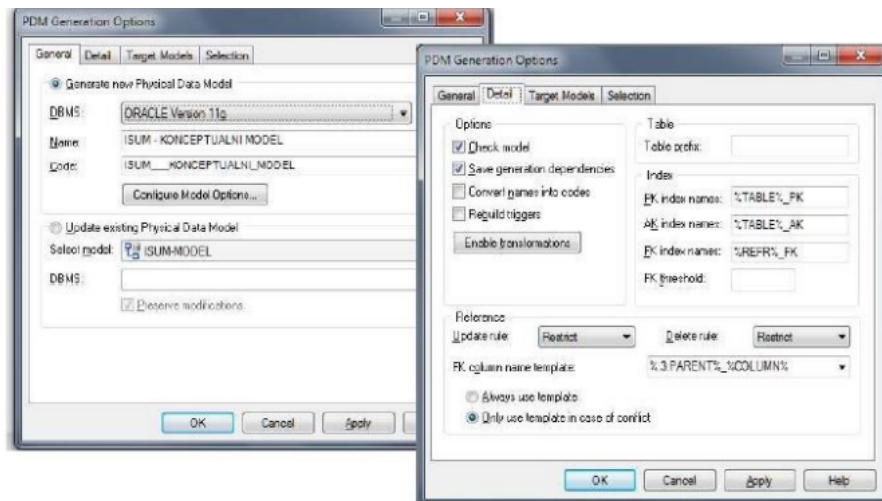 PDM Generation Options
General Detail Target Models Selection
Generate new Physical Data Model
DBMS: ORACLE Version 11g
Name: ISUM - KONCEPTUALNI MODEL
Code: ISUM___KONCEPTUALNI_MODEL
Configure Model Options...
Update existing Physical Data Model
Select model: ISUM-MODEL
DBMS:
Preserve modifications
OK Cancel Apply
PDM Generation Options
General Detail Target Models Selection
Options
Check model
Save generation dependencies
Convert names into codes
Rebuild triggers
Enable transformations
Table
Table prefix:
Index
PK index names: %TABLE%_PK
AK index names: %TABLE%_AK
FK index names: %REFR%_FK
FK threshold:
Reference
Update rule: Restrict Delete rule: Restrict
FK column name template: %.3:PARENT%_%COLUMN%
Always use template
Only use template in case of conflict
OK Cancel Apply Help